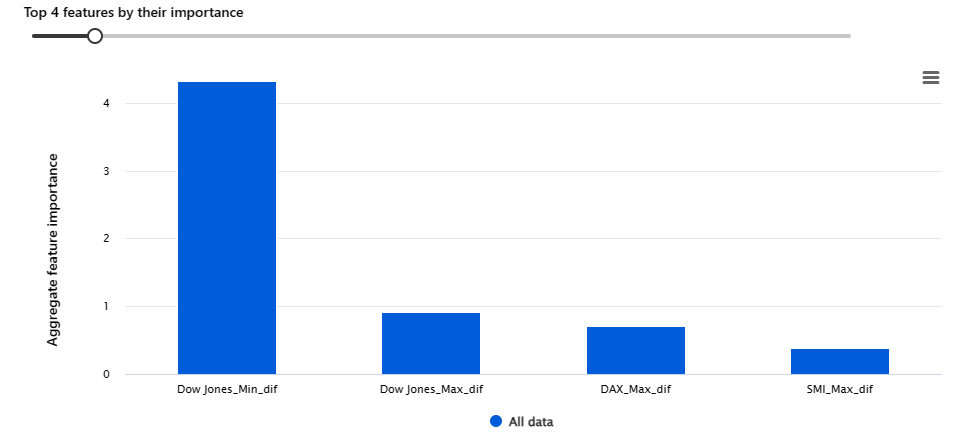 Top 4 features by their importance
Aggregate feature importance
4
3
2
1
0
Dow Jones_Min_dif
Dow Jones_Max_dif
DAX_Max_dif
SMI_Max_dif
All data